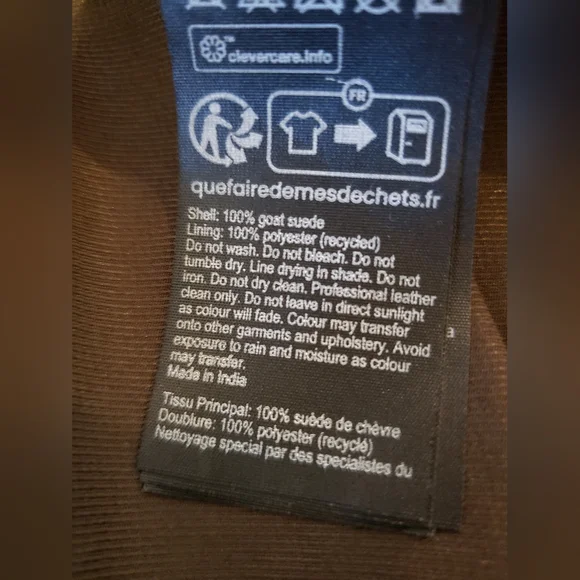 ™
clevercare.info
FR
quefairedemesdechets.fr
Shell: 100% goat suede
Lining: 100% polyester (recycled)
Do not wash. Do not bleach. Do not
tumble dry. Line drying in shade. Do not
iron. Do not dry clean. Professional leather
clean only. Do not leave in direct sunlight
as colour will fade. Colour may transfer
onto other garments and upholstery. Avoid
exposure to rain and moisture as colour
may transfer.
Made in India
Tissu Principal: 100% suède de chèvre
Doublure: 100% polyester (recyclé)
Nettoyage special par des specialistes du
a